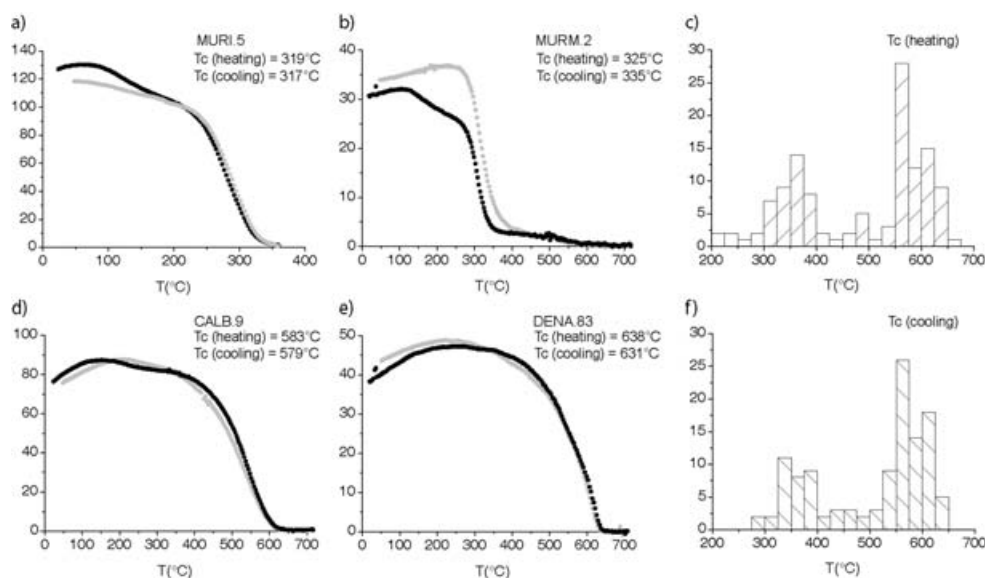 a)
MURI.5
Tc (heating) = 319°C
Tc (cooling) = 317°C
140
120
100
80
60
40
20
0
0 100 200 300 400
T(°C)
b)
MURM.2
Tc (heating) = 325°C
Tc (cooling) = 335°C
40
30
20
10
0
0 100 200 300 400 500 600 700
T(°C)
c)
Tc (heating)
30
25
20
15
10
5
0
200 300 400 500 600 700
T(°C)
d)
CALB.9
Tc (heating) = 583°C
Tc (cooling) = 579°C
100
80
60
40
20
0
0 100 200 300 400 500 600 700
T(°C)
e)
DENA.83
Tc (heating) = 638°C
Tc (cooling) = 631°C
50
40
30
20
10
0
0 100 200 300 400 500 600 700
T(°C)
f)
Tc (cooling)
30
25
20
15
10
5
0
200 300 400 500 600 700
T(°C)